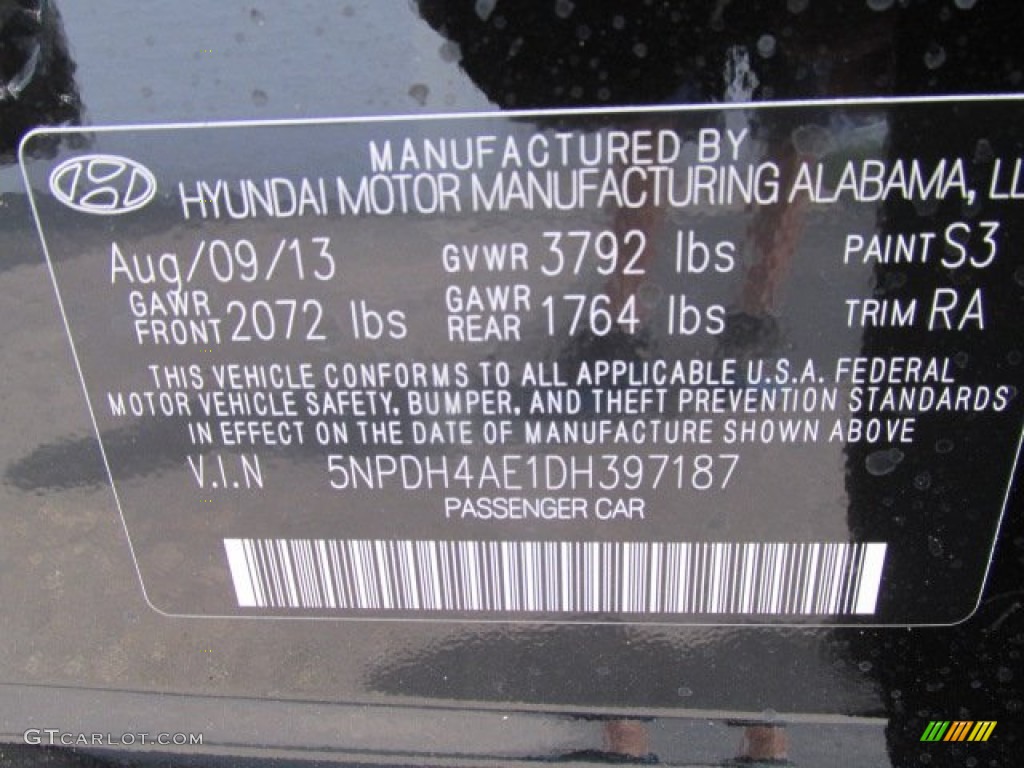 MANUFACTURED BY
HYUNDAI MOTOR MANUFACTURING ALABAMA, LL
Aug/09/13 GVWR 3792 lbs PAINT S3
GAWR FRONT 2072 lbs GAWR REAR 1764 lbs TRIM RA
THIS VEHICLE CONFORMS TO ALL APPLICABLE U.S.A. FEDERAL
MOTOR VEHICLE SAFETY, BUMPER, AND THEFT PREVENTION STANDARDS
IN EFFECT ON THE DATE OF MANUFACTURE SHOWN ABOVE
V.I.N 5NPDH4AE1DH397187
PASSENGER CAR
GTCARLOT.COM